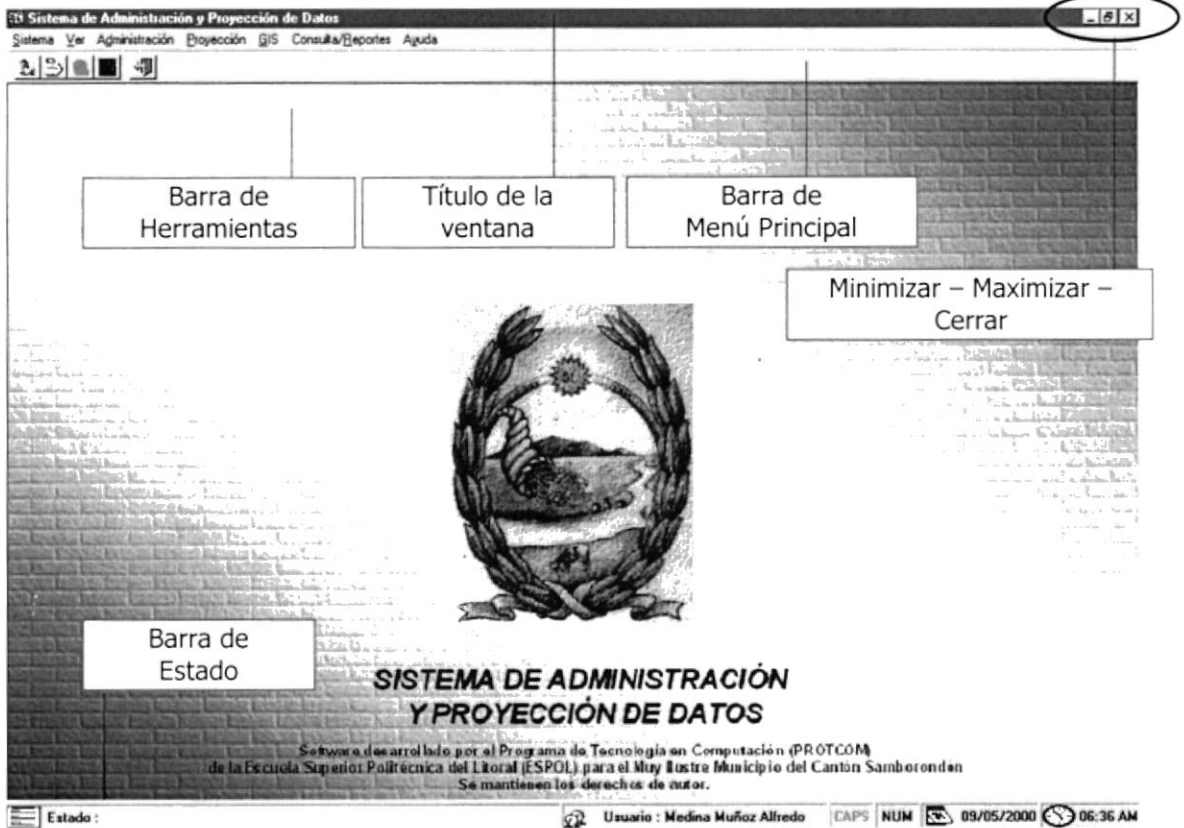 Sistema de Administración y Proyección de Datos
Sistema Ver Administración Proyección GIS Consulta/Reportes Ayuda
Barra de
Herramientas
Título de la
ventana
Barra de
Menú Principal
Minimizar – Maximizar –
Cerrar
Barra de
Estado
SISTEMA DE ADMINISTRACIÓN
Y PROYECCIÓN DE DATOS
Software desarrollado por el Programa de Tecnología en Computación (PROTCOM)
de la Escuela Superior Politécnica del Litoral (ESPOL) para el Muy Ilustre Municipio del Cantón Samborondón
Se mantienen los derechos de autor.
Estado : Usuario : Medina Muñoz Alfredo CAPS NUM 09/05/2000 06:36 AM